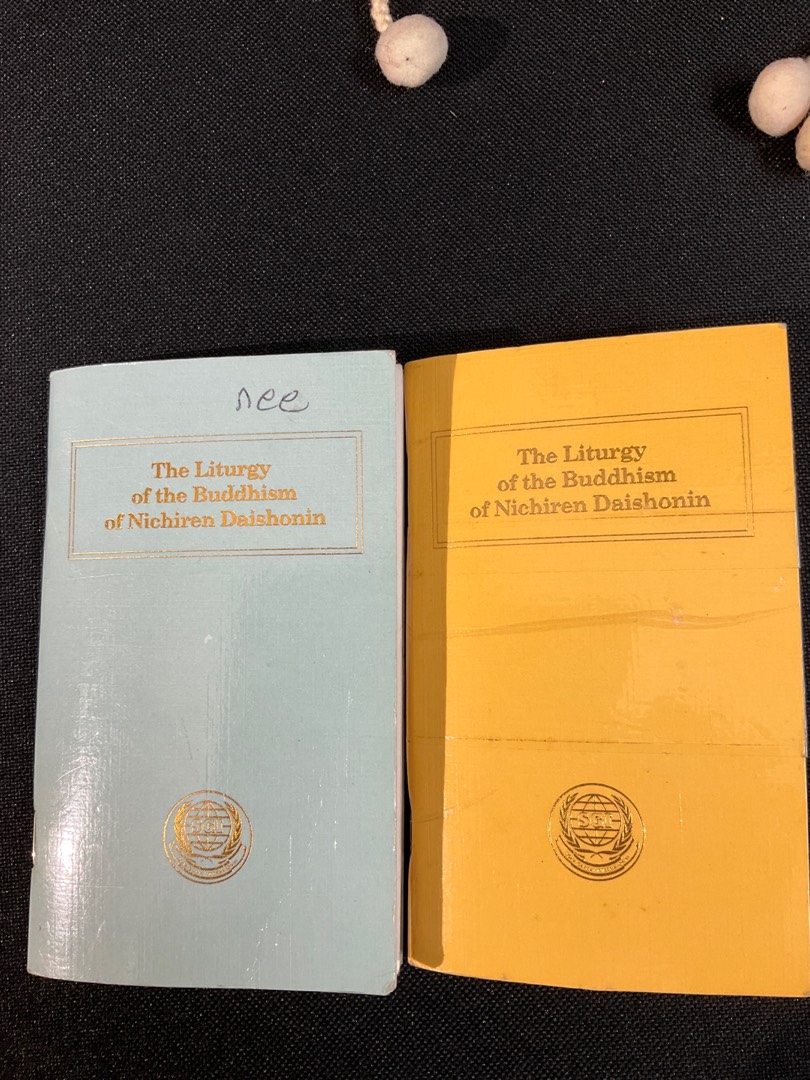 nee
The Liturgy
of the Buddhism
of Nichiren Daishonin
SGI
The Liturgy
of the Buddhism
of Nichiren Daishonin
SGI